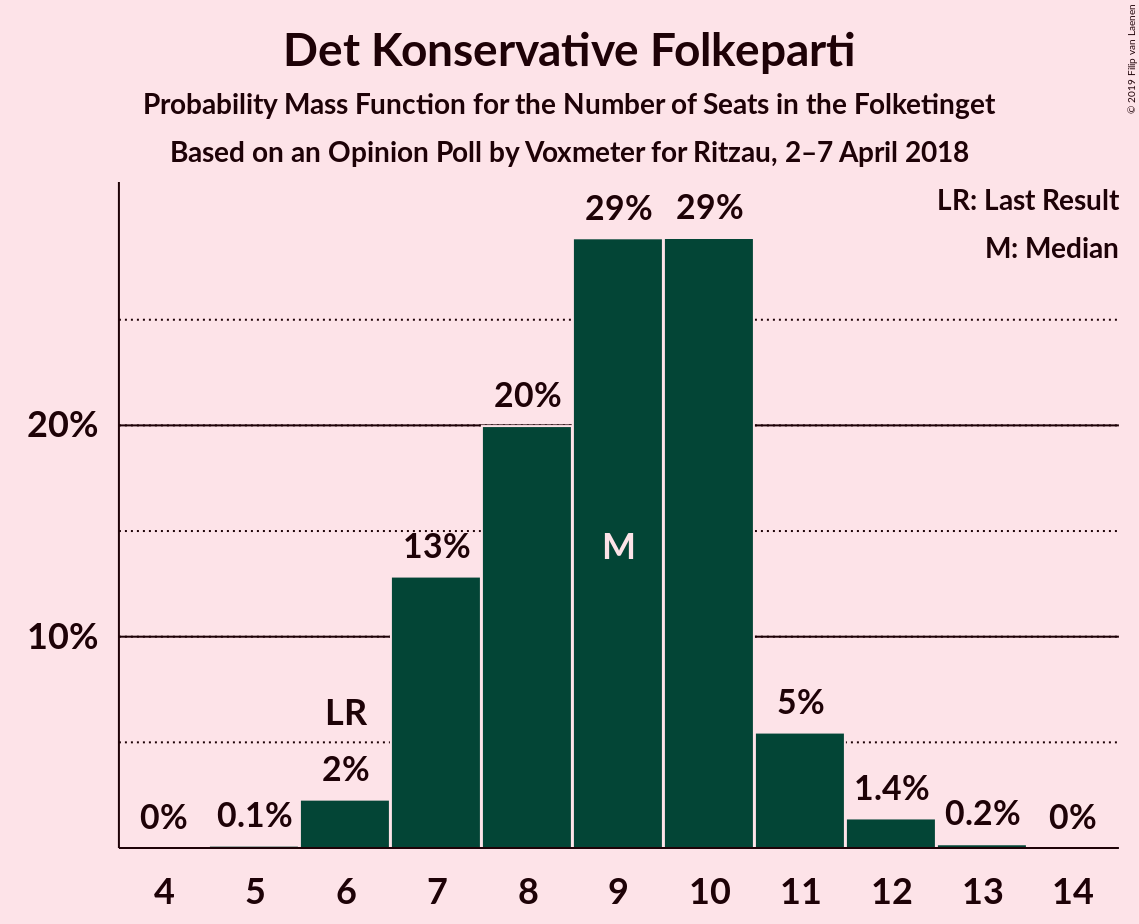 Det Konservative Folkeparti
Probability Mass Function for the Number of Seats in the Folketinget
Based on an Opinion Poll by Voxmeter for Ritzau, 2–7 April 2018
© 2019 Filip van Laenen
LR: Last Result
M: Median
29% 29%
20%
20%
13%
M
10%
LR
5%
2%
1.4%
0% 0.1% 0.2% 0%
4 5 6 7 8 9 10 11 12 13 14